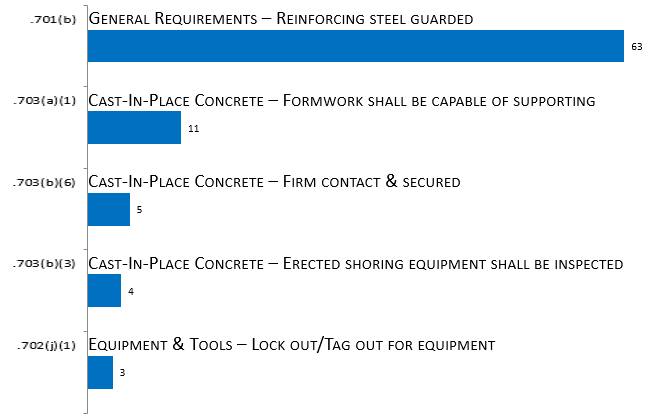 .701(b) General Requirements – Reinforcing steel guarded
63
.703(a)(1) Cast-In-Place Concrete – Formwork shall be capable of supporting
11
.703(b)(6) Cast-In-Place Concrete – Firm contact & secured
5
.703(b)(3) Cast-In-Place Concrete – Erected shoring equipment shall be inspected
4
.702(j)(1) Equipment & Tools – Lock out/Tag out for equipment
3